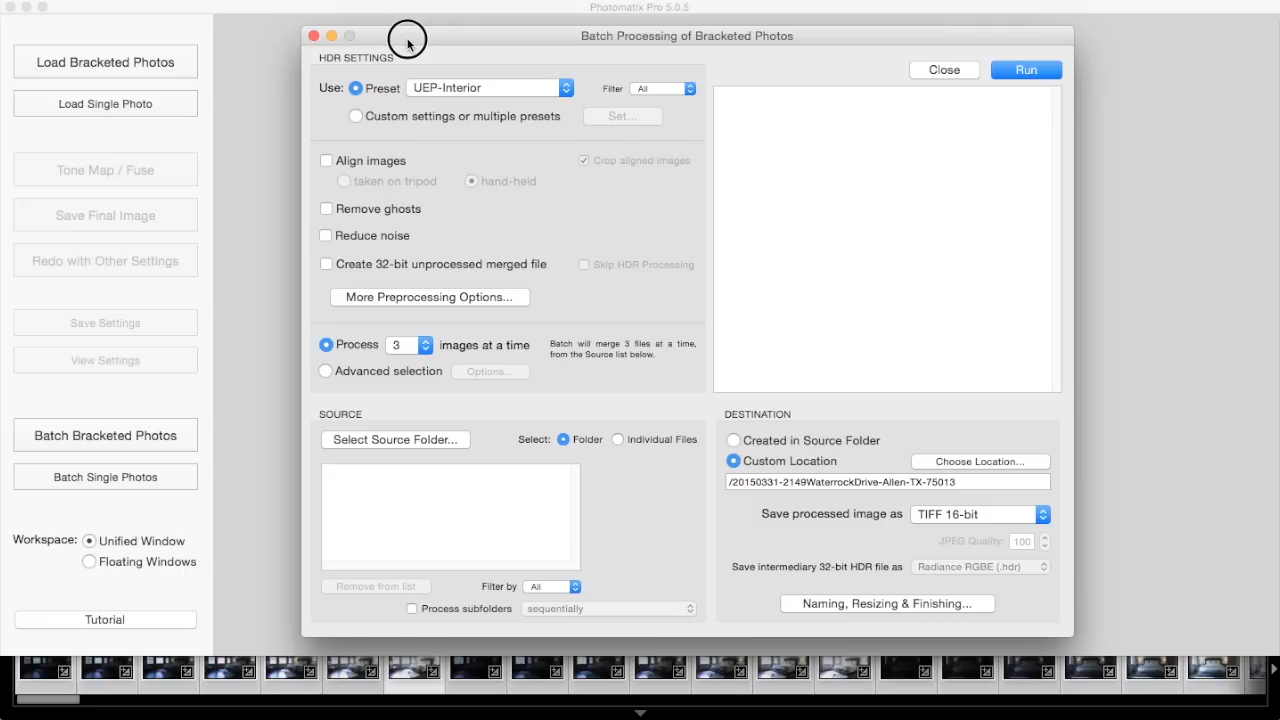 Photomatix Pro 5.0.5
Load Bracketed Photos
Load Single Photo
Tone Map / Fuse
Save Final Image
Redo with Other Settings
Save Settings
View Settings
Batch Bracketed Photos
Batch Single Photos
Workspace: Unified Window
Floating Windows
Tutorial
Batch Processing of Bracketed Photos
HDR SETTINGS
Close Run
Use: Preset UEP-Interior Filter All
Custom settings or multiple presets Set...
Align images Crop aligned images
taken on tripod hand-held
Remove ghosts
Reduce noise
Create 32-bit unprocessed merged file Skip HDR Processing
More Preprocessing Options...
Process 3 images at a time
Batch will merge 3 files at a time,
from the Source list below.
Advanced selection Options...
SOURCE
Select Source Folder... Select: Folder Individual Files
Remove from list Filter by All
Process subfolders sequentially
DESTINATION
Created in Source Folder
Custom Location Choose Location...
/20150331-2149WaterrockDrive-Allen-TX-75013
Save processed image as TIFF 16-bit
JPEG Quality: 100
Save intermediary 32-bit HDR file as Radiance RGBE (.hdr)
Naming, Resizing & Finishing...